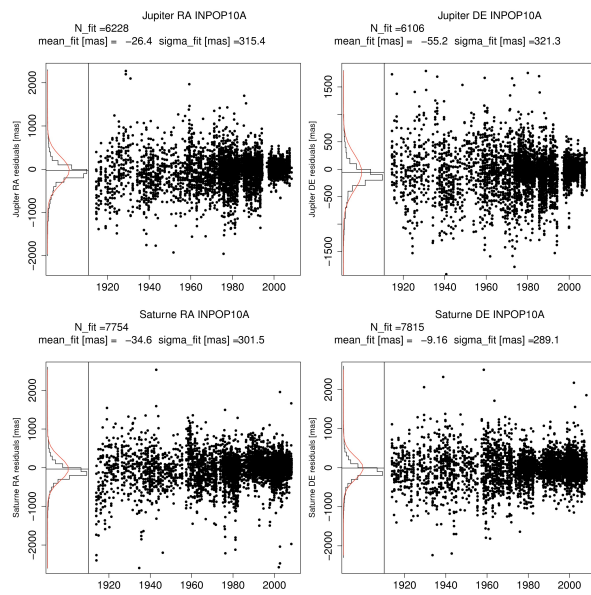 Jupiter RA INPOP10A
N_fit =6228
mean_fit [mas] = −26.4 sigma_fit [mas] =315.4
Jupiter RA residuals [mas]
2000
1000
0
−1000
−2000
1920 1940 1960 1980 2000
Jupiter DE INPOP10A
N_fit =6106
mean_fit [mas] = −55.2 sigma_fit [mas] =321.3
Jupiter DE residuals [mas]
1500
500
0
−500
−1500
1920 1940 1960 1980 2000
Saturne RA INPOP10A
N_fit =7754
mean_fit [mas] = −34.6 sigma_fit [mas] =301.5
Saturne RA residuals [mas]
2000
1000
0
−1000
−2000
1920 1940 1960 1980 2000
Saturne DE INPOP10A
N_fit =7815
mean_fit [mas] = −9.16 sigma_fit [mas] =289.1
Saturne DE residuals [mas]
2000
1000
0
−1000
−2000
1920 1940 1960 1980 2000